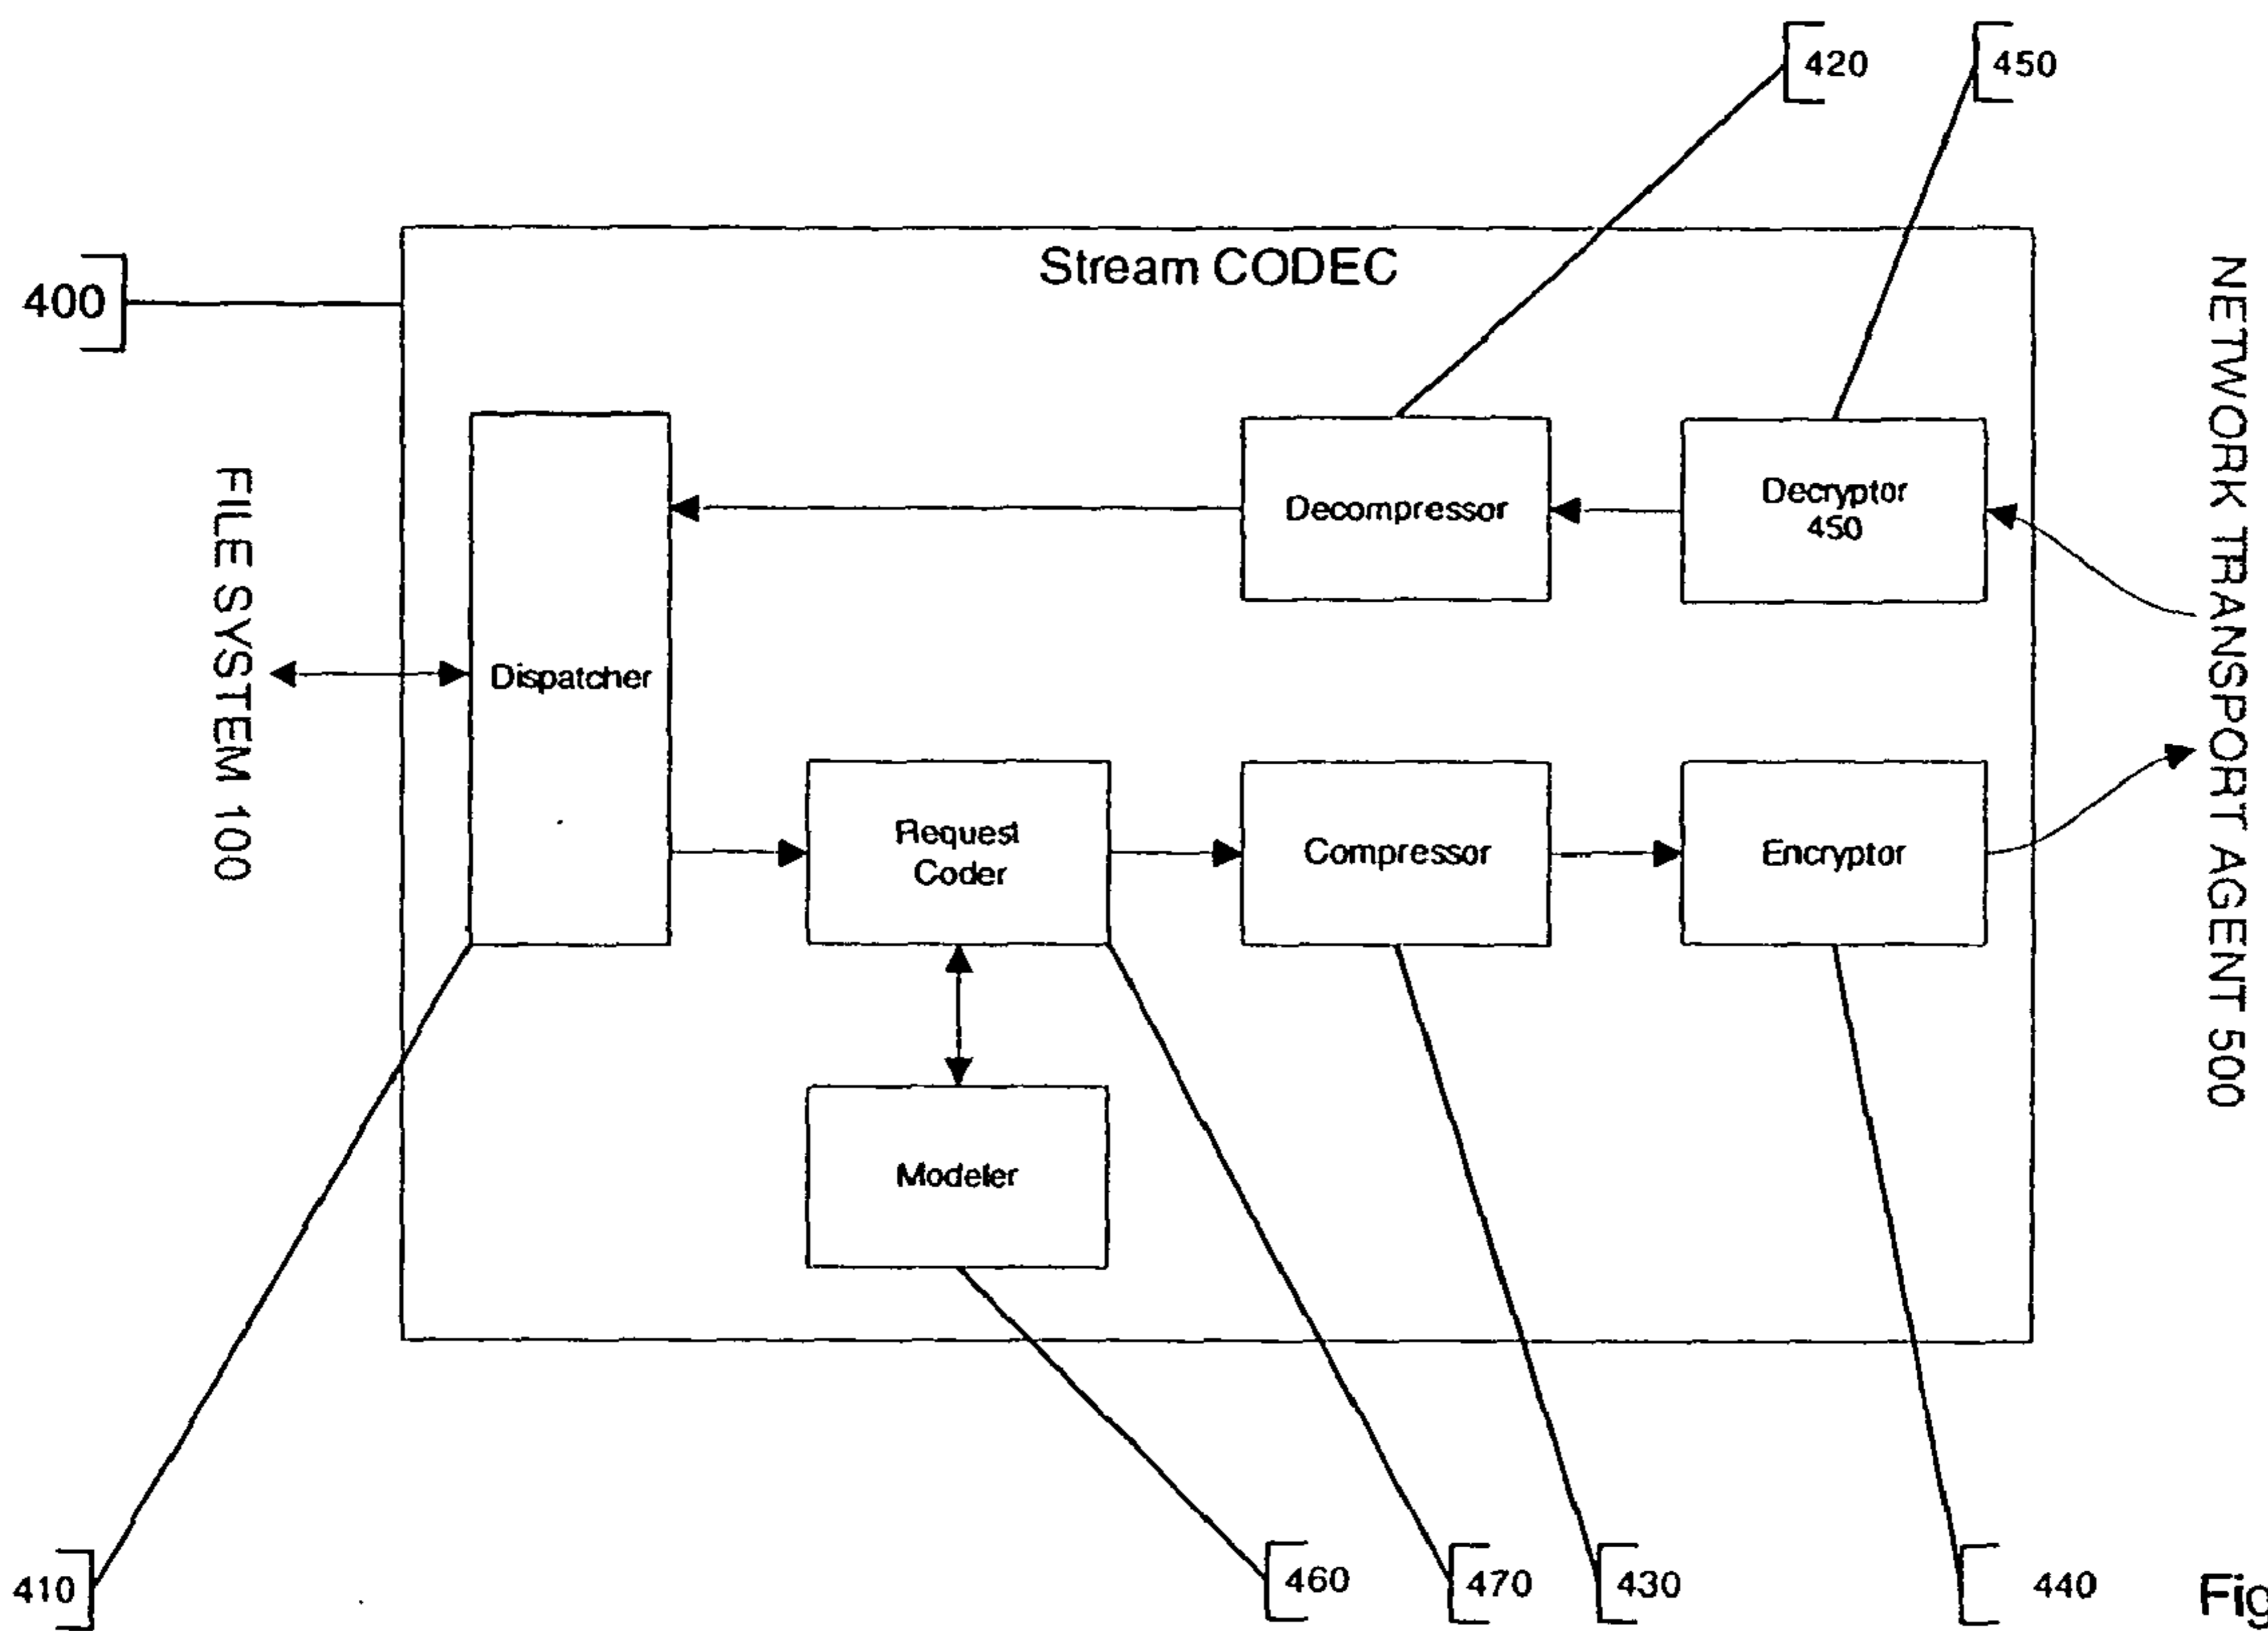 420
450
Stream CODEC
400
Decompressor
Decryptor
450
FILE SYSTEM 100
NETWORK TRANSPORT AGENT 500
Dispatcher
Request
Coder
Compressor
Encryptor
Modeler
410
460
470
430
440
Fig